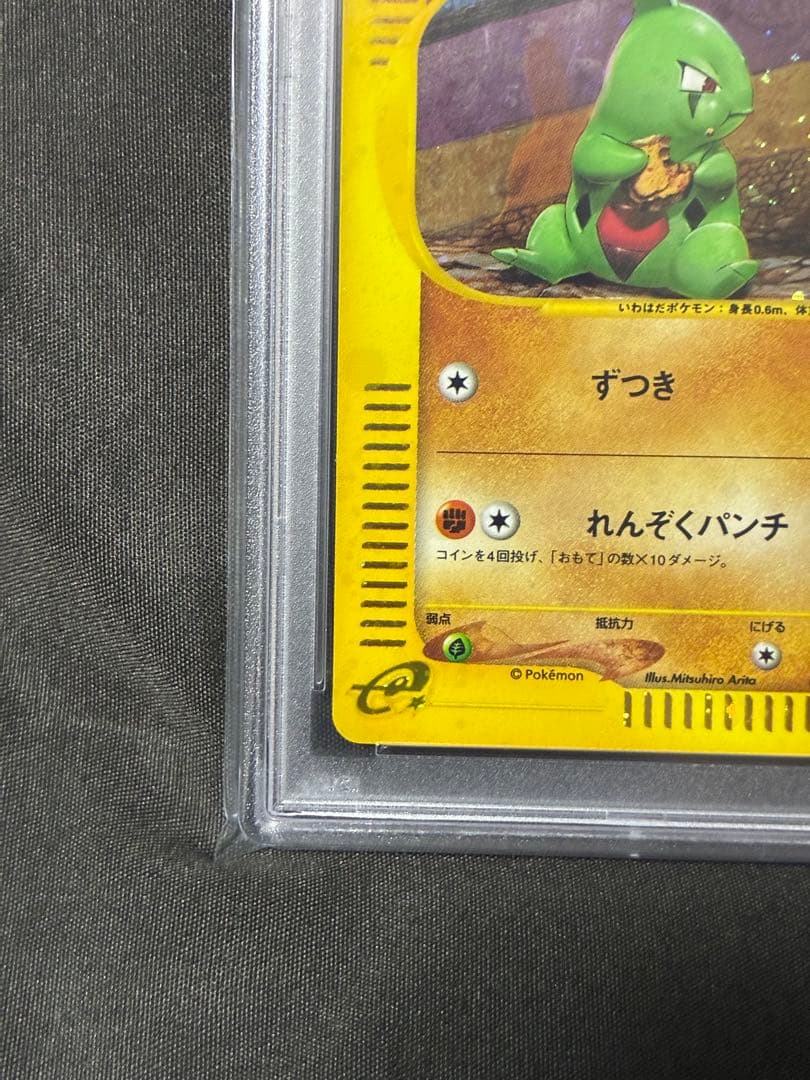 いわはだポケモン：身長0.6m、体
ずつき
れんぞくパンチ
コインを4回投げ、「おもて」の数×10ダメージ。
弱点 抵抗力 にげる
©Pokémon Illus.Mitsuhiro Arita
e